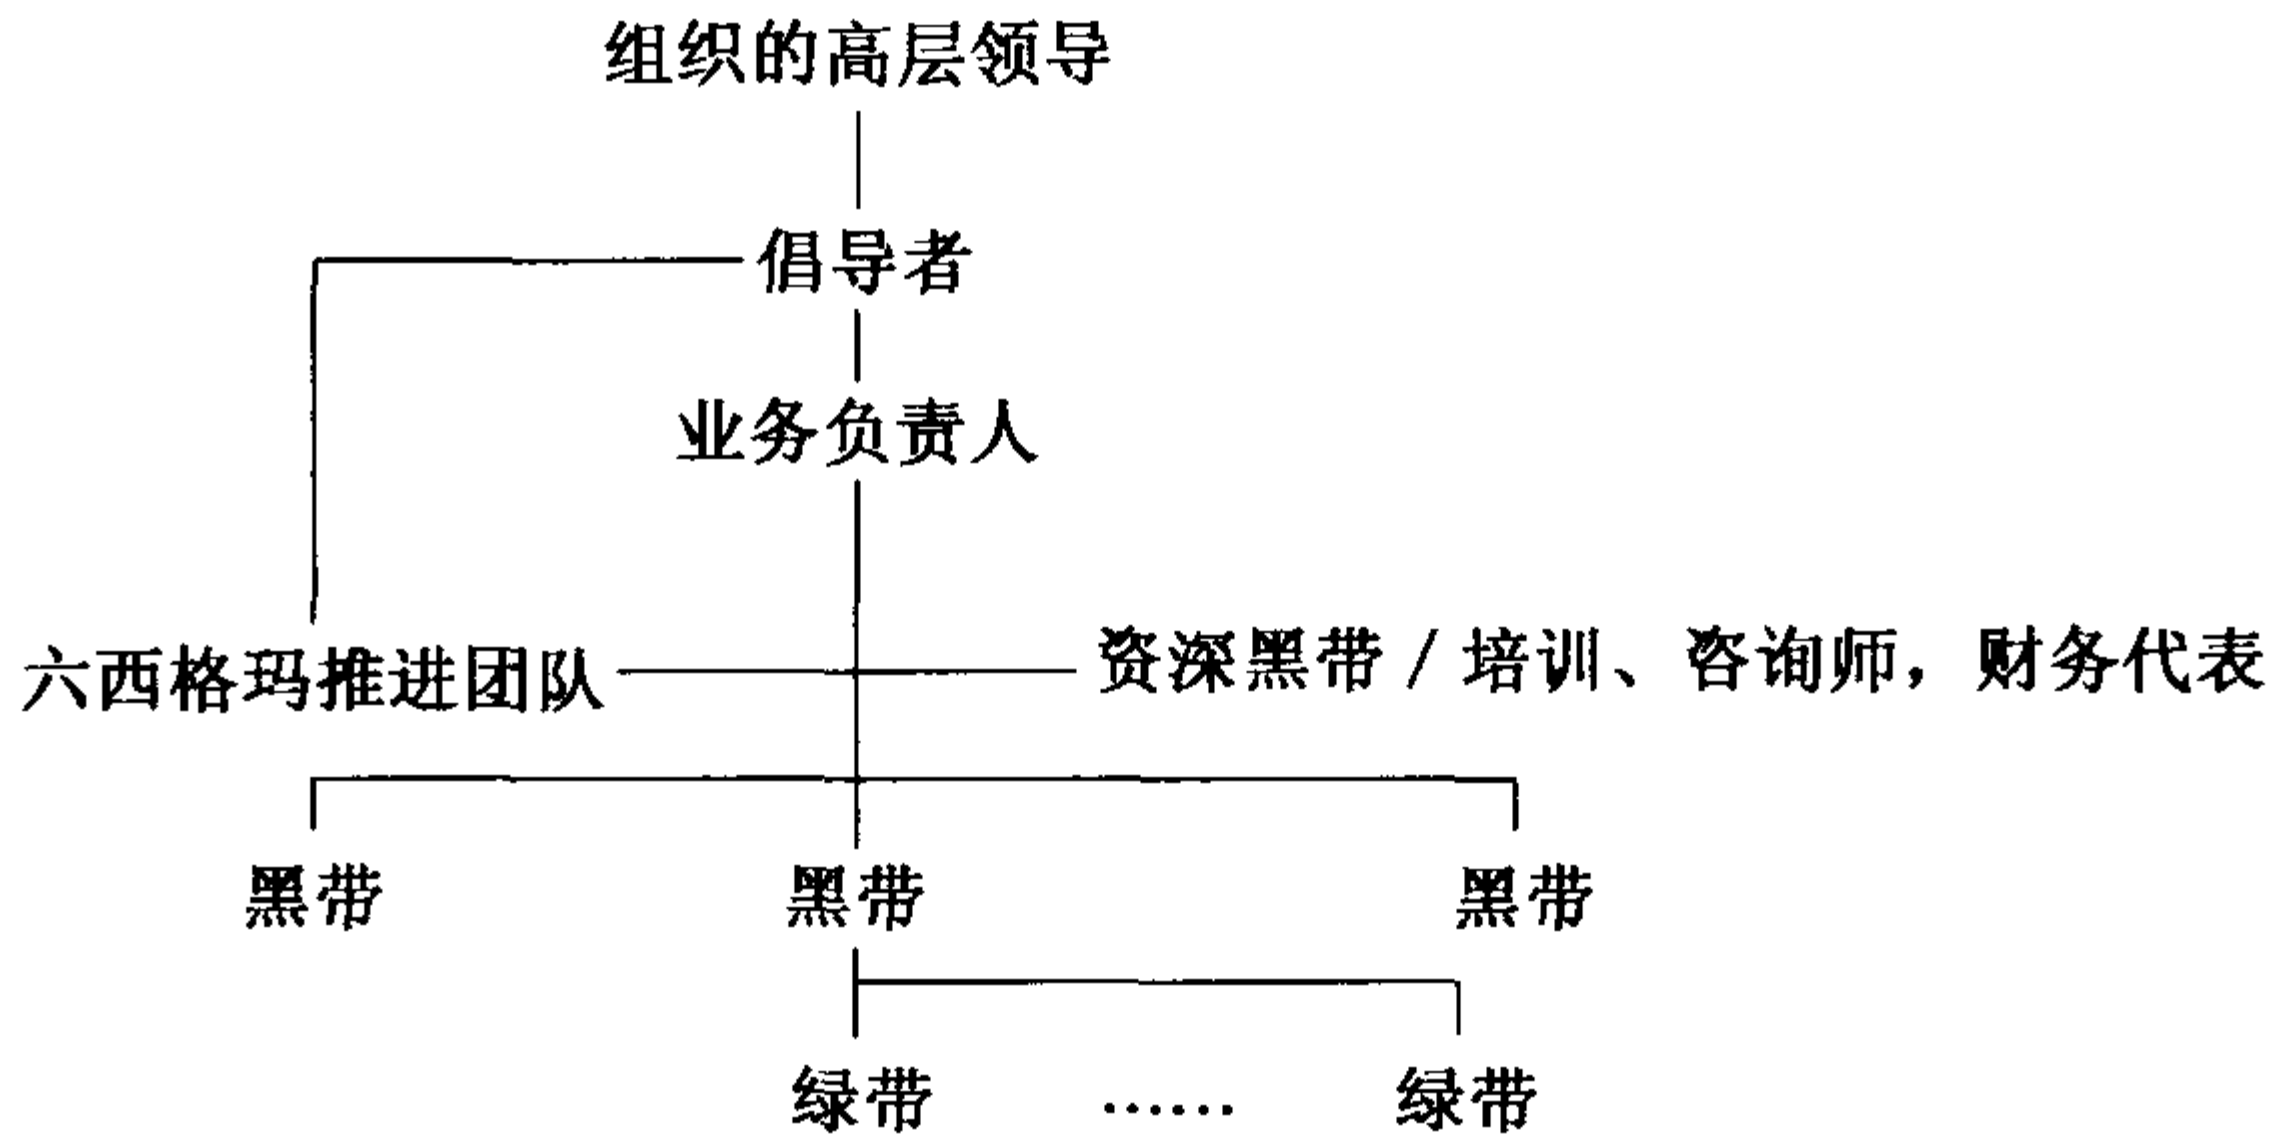 组织的高层领导
倡导者
业务负责人
六西格玛推进团队
资深黑带/培训、咨询师，财务代表
黑带 黑带 黑带
绿带 …… 绿带